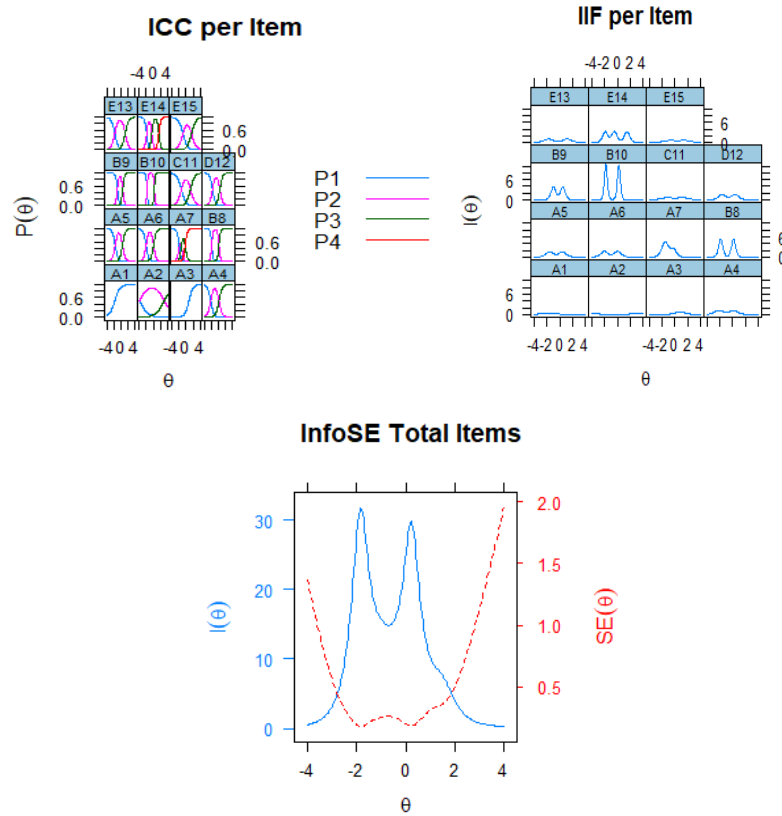 ICC per Item
-4 0 4
E13 E14 E15
0.6
0.0
B9 B10 C11 D12
0.6
0.0
A5 A6 A7 B8
0.6
0.0
A1 A2 A3 A4
0.6
0.0
-4 0 4 -4 0 4
P(θ)
θ
P1
P2
P3
P4
IIF per Item
-4-2 0 2 4
E13 E14 E15
6
0
B9 B10 C11 D12
6
0
A5 A6 A7 B8
6
0
A1 A2 A3 A4
6
0
-4-2 0 2 4 -4-2 0 2 4
I(θ)
θ
InfoSE Total Items
30
20
10
0
I(θ)
2.0
1.5
1.0
0.5
SE(θ)
-4 -2 0 2 4
θ